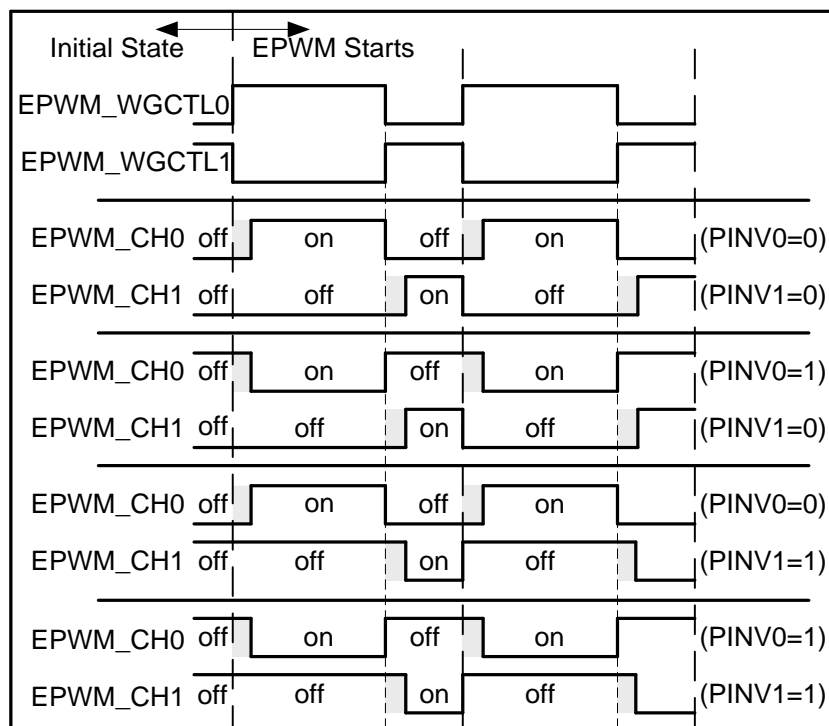 Initial State EPWM Starts
EPWM_WGCTL0
EPWM_WGCTL1
EPWM_CH0 off on off on (PINV0=0)
EPWM_CH1 off off on off (PINV1=0)
EPWM_CH0 off on off on (PINV0=1)
EPWM_CH1 off off on off (PINV1=0)
EPWM_CH0 off on off on (PINV0=0)
EPWM_CH1 off off on off (PINV1=1)
EPWM_CH0 off on off on (PINV0=1)
EPWM_CH1 off off on off (PINV1=1)